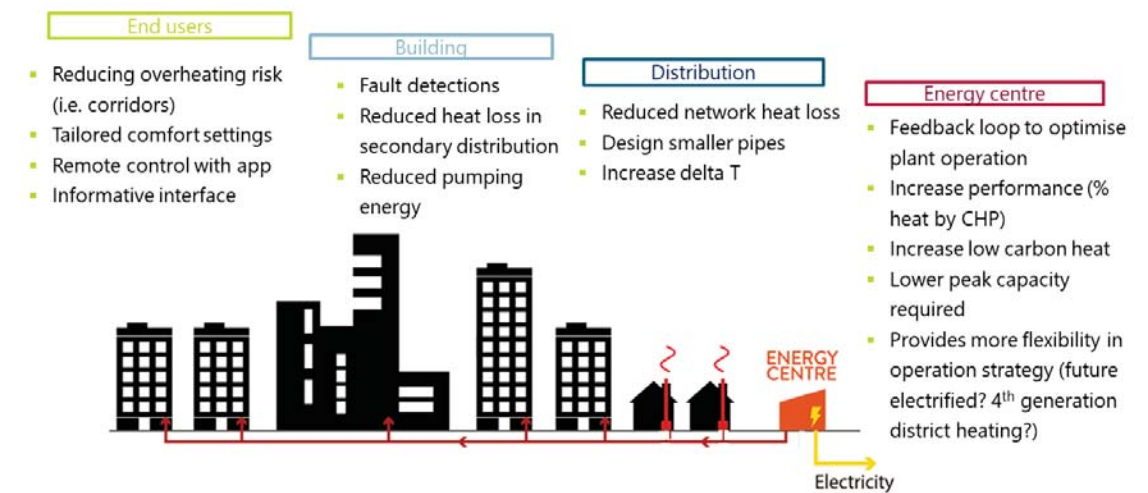 End users
▪ Reducing overheating risk
(i.e. corridors)
▪ Tailored comfort settings
▪ Remote control with app
▪ Informative interface
Building
▪ Fault detections
▪ Reduced heat loss in
secondary distribution
▪ Reduced pumping
energy
Distribution
▪ Reduced network heat loss
▪ Design smaller pipes
▪ Increase delta T
Energy centre
▪ Feedback loop to optimise
plant operation
▪ Increase performance (%
heat by CHP)
▪ Increase low carbon heat
▪ Lower peak capacity
required
▪ Provides more flexibility in
operation strategy (future
electrified? 4th generation
district heating?)
ENERGY
CENTRE
Electricity